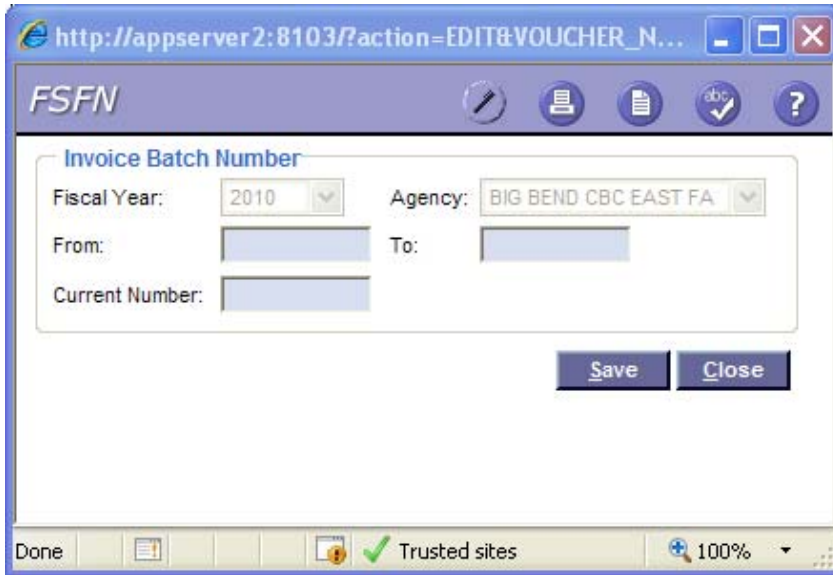 http://appserver2:8103/?action=EDIT&VOUCHER_N...
FSFN
abc
?
Invoice Batch Number
Fiscal Year: 2010 Agency: BIG BEND CBC EAST FA
From: To:
Current Number:
Save Close
Done Trusted sites 100%